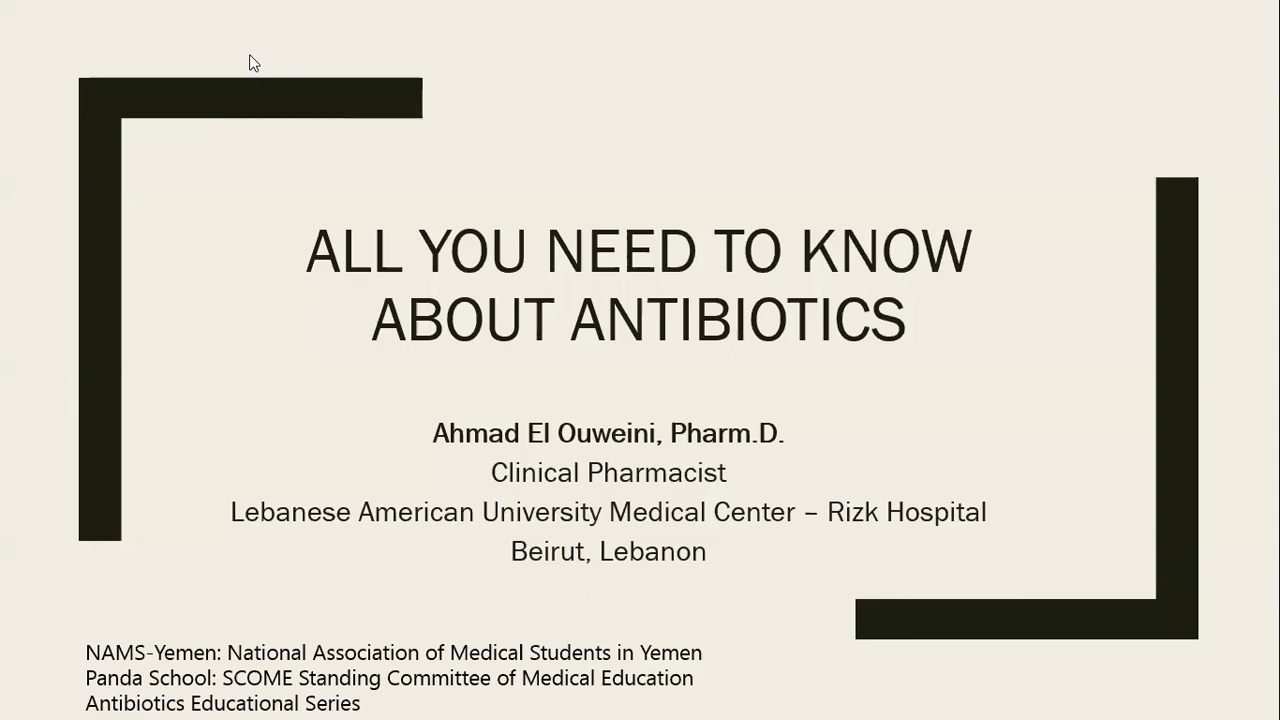 ALL YOU NEED TO KNOW
ABOUT ANTIBIOTICS
Ahmad El Ouweini, Pharm.D.
Clinical Pharmacist
Lebanese American University Medical Center – Rizk Hospital
Beirut, Lebanon
NAMS-Yemen: National Association of Medical Students in Yemen
Panda School: SCOME Standing Committee of Medical Education
Antibiotics Educational Series